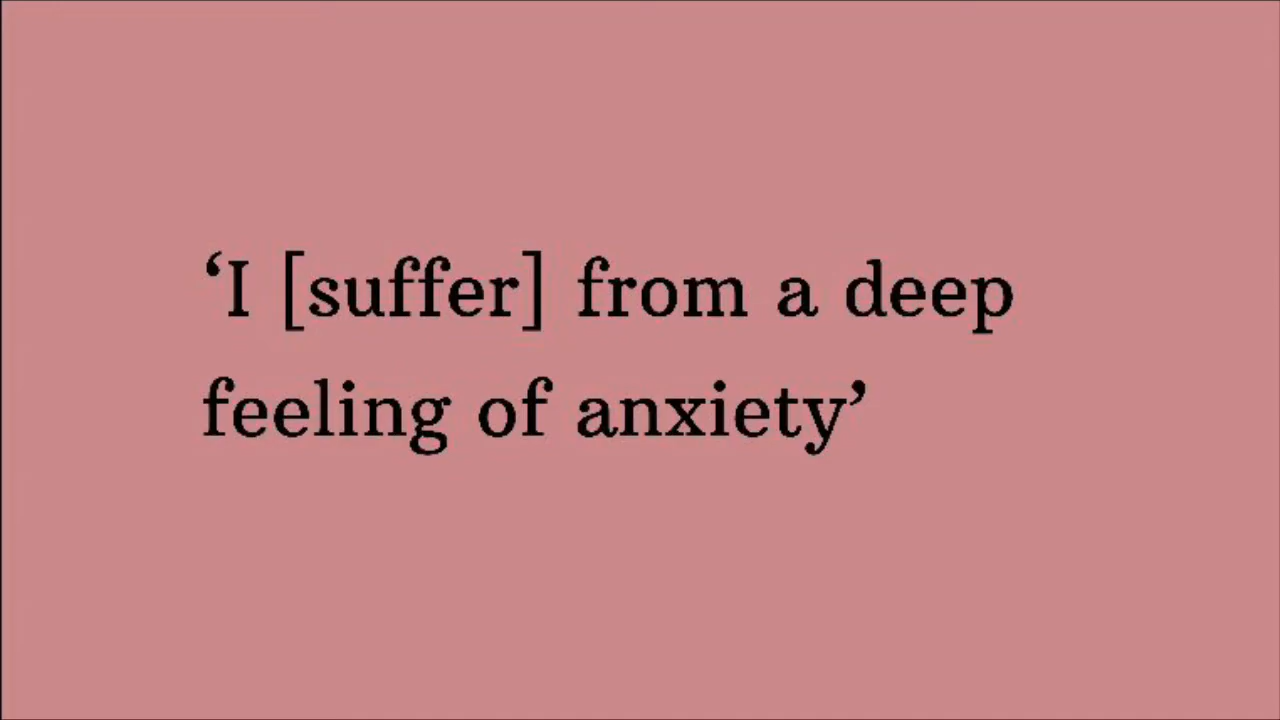 ‘I [suffer] from a deep
feeling of anxiety’